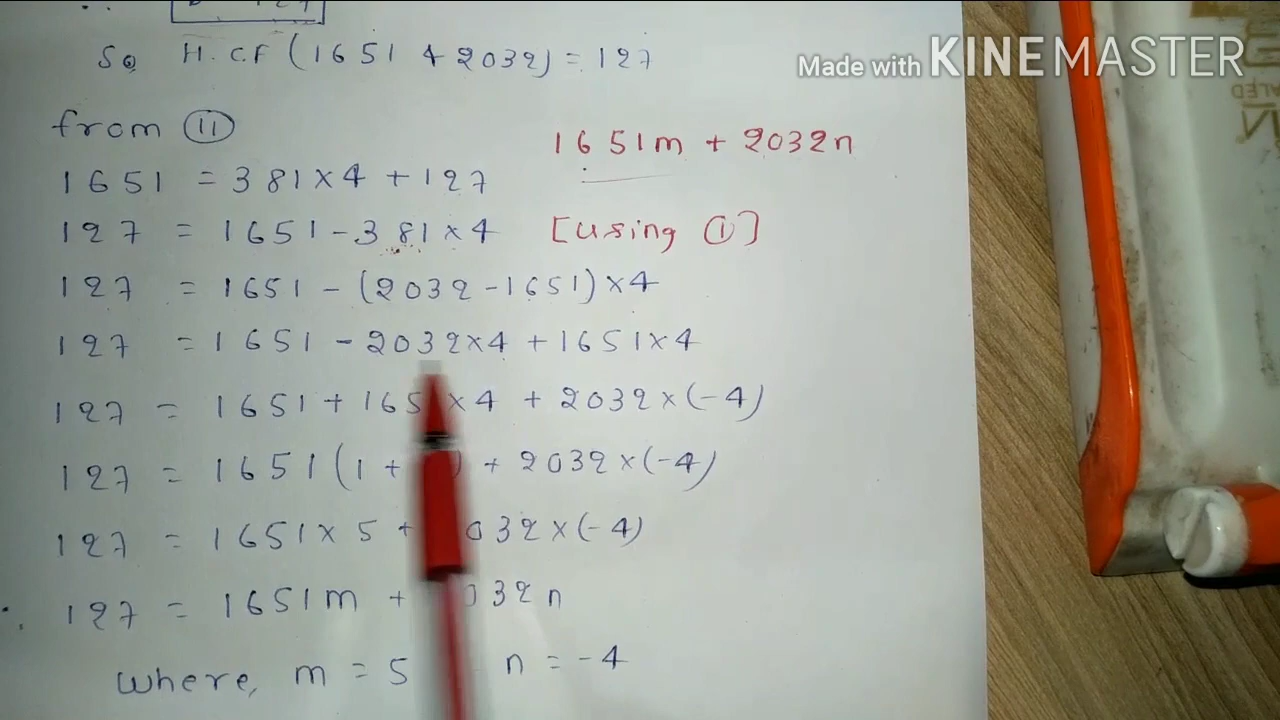 So, H.C.F (1651 & 2032) = 127
Made with KINEMASTER
from (11)
1651m + 2032n
1651 = 381×4 + 127
127 = 1651 - 381×4 [using (1)]
127 = 1651 - (2032 - 1651)×4
127 = 1651 - 2032×4 + 1651×4
127 = 1651 + 165 ×4 + 2032×(-4)
127 = 1651(1 + ) + 2032×(-4)
127 = 1651×5 + 032×(-4)
∴ 127 = 1651m + 032n
where, m = 5 n = -4